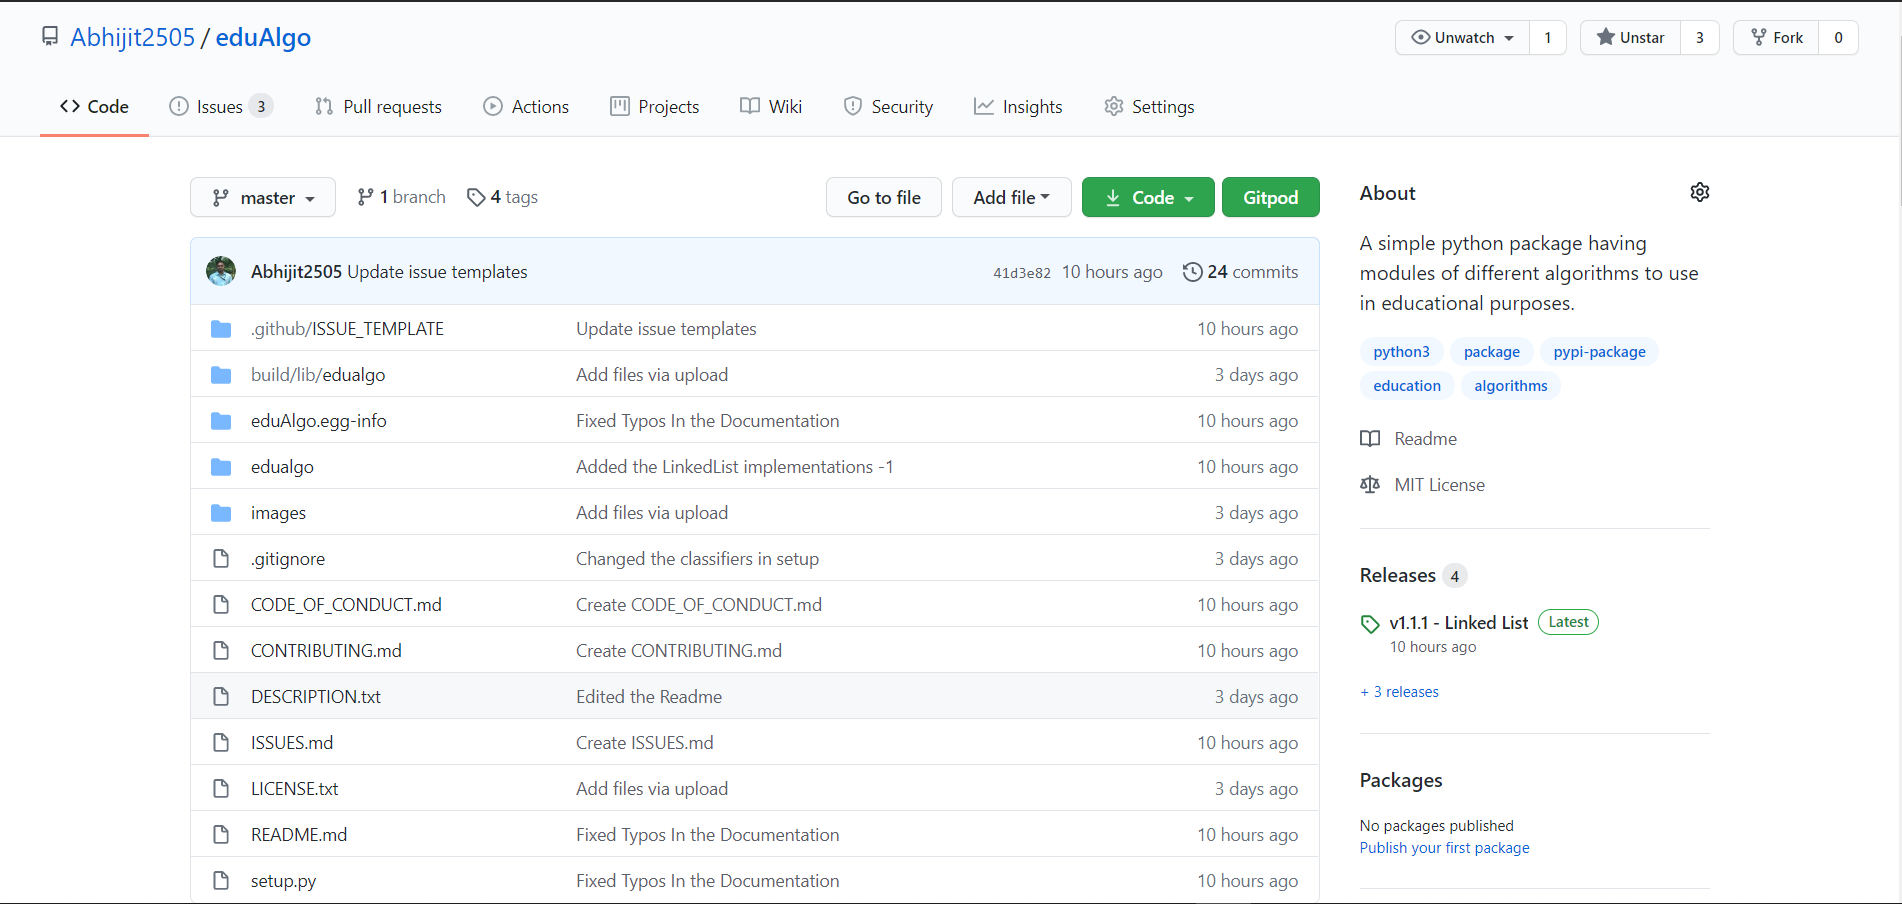 Abhijit2505 / eduAlgo
Unwatch 1 Unstar 3 Fork 0
Code Issues 3 Pull requests Actions Projects Wiki Security Insights Settings
master 1 branch 4 tags Go to file Add file Code Gitpod
Abhijit2505 Update issue templates 41d3e82 10 hours ago 24 commits
.github/ISSUE_TEMPLATE Update issue templates 10 hours ago
build/lib/edualgo Add files via upload 3 days ago
eduAlgo.egg-info Fixed Typos In the Documentation 10 hours ago
edualgo Added the LinkedList implementations -1 10 hours ago
images Add files via upload 3 days ago
.gitignore Changed the classifiers in setup 3 days ago
CODE_OF_CONDUCT.md Create CODE_OF_CONDUCT.md 10 hours ago
CONTRIBUTING.md Create CONTRIBUTING.md 10 hours ago
DESCRIPTION.txt Edited the Readme 3 days ago
ISSUES.md Create ISSUES.md 10 hours ago
LICENSE.txt Add files via upload 3 days ago
README.md Fixed Typos In the Documentation 10 hours ago
setup.py Fixed Typos In the Documentation 10 hours ago
About
A simple python package having
modules of different algorithms to use
in educational purposes.
python3 package pypi-package
education algorithms
Readme
MIT License
Releases 4
v1.1.1 - Linked List Latest
10 hours ago
+ 3 releases
Packages
No packages published
Publish your first package